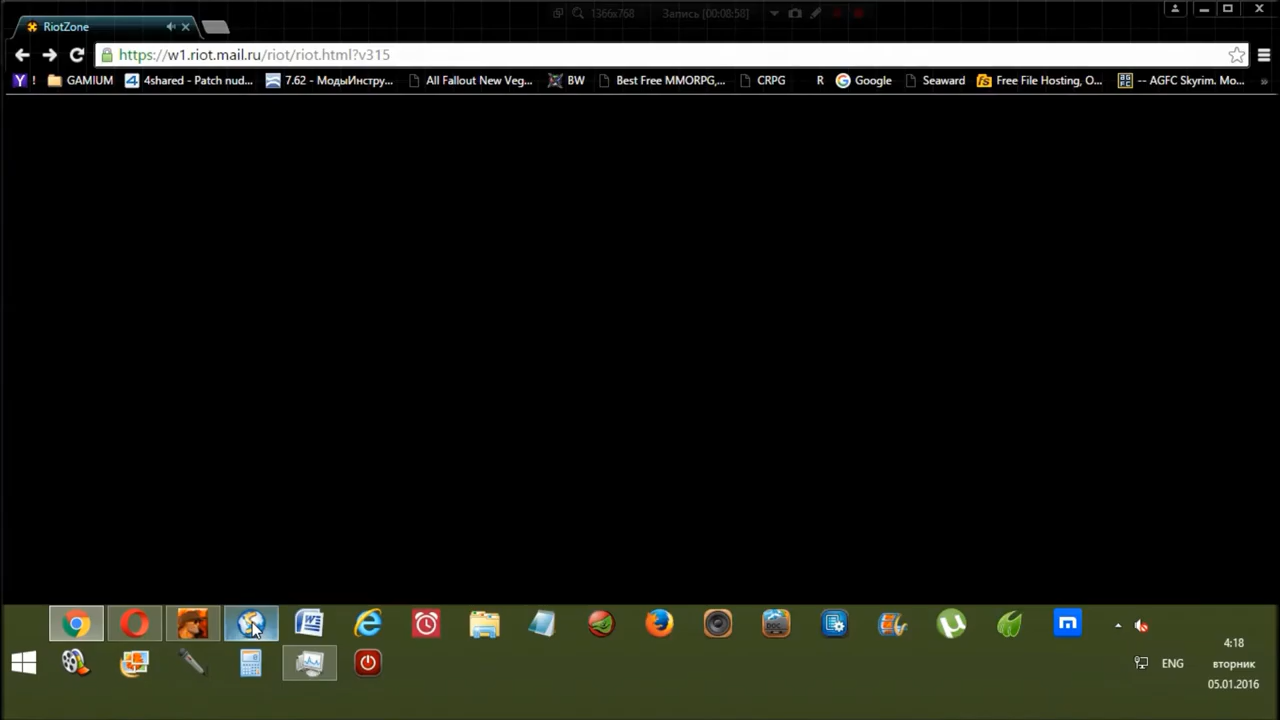 1366x768 Запись [00:08:58]
RiotZone
https://w1.riot.mail.ru/riot/riot.html?v315
Y ! GAMIUM 4shared - Patch nud... 7.62 - МодыИнстру... All Fallout New Veg... BW Best Free MMORPG,... CRPG R Google Seaward Free File Hosting, O... -- AGFC Skyrim. Mo... »
4:18
ENG вторник
05.01.2016